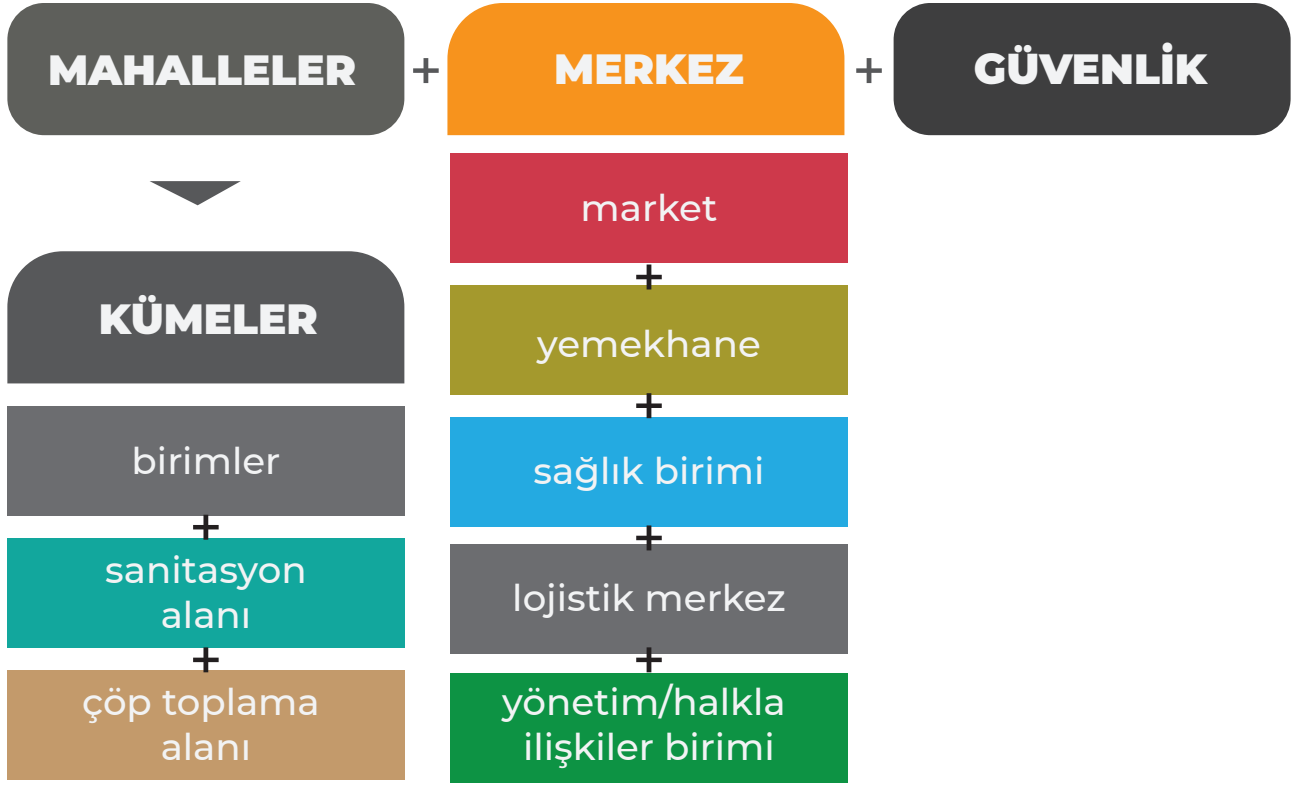 MAHALLELER + MERKEZ + GÜVENLİK
KÜMELER
birimler
+
sanitasyon
alanı
+
çöp toplama
alanı
market
+
yemekhane
+
sağlık birimi
+
lojistik merkez
+
yönetim/halkla
ilişkiler birimi